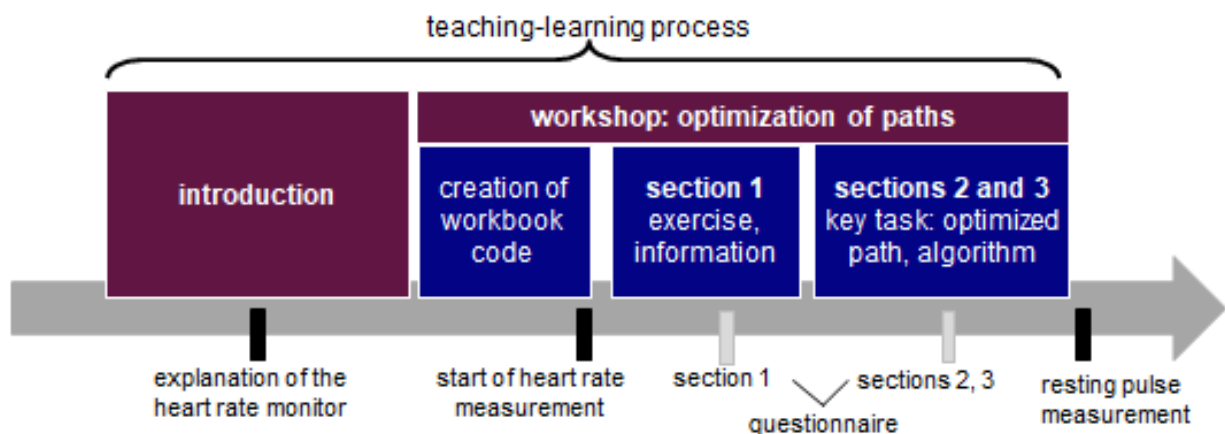 teaching-learning process
workshop: optimization of paths
introduction
creation of
workbook
code
section 1
exercise,
information
sections 2 and 3
key task: optimized
path, algorithm
explanation of the
heart rate monitor
start of heart rate
measurement
section 1
sections 2, 3
questionnaire
resting pulse
measurement